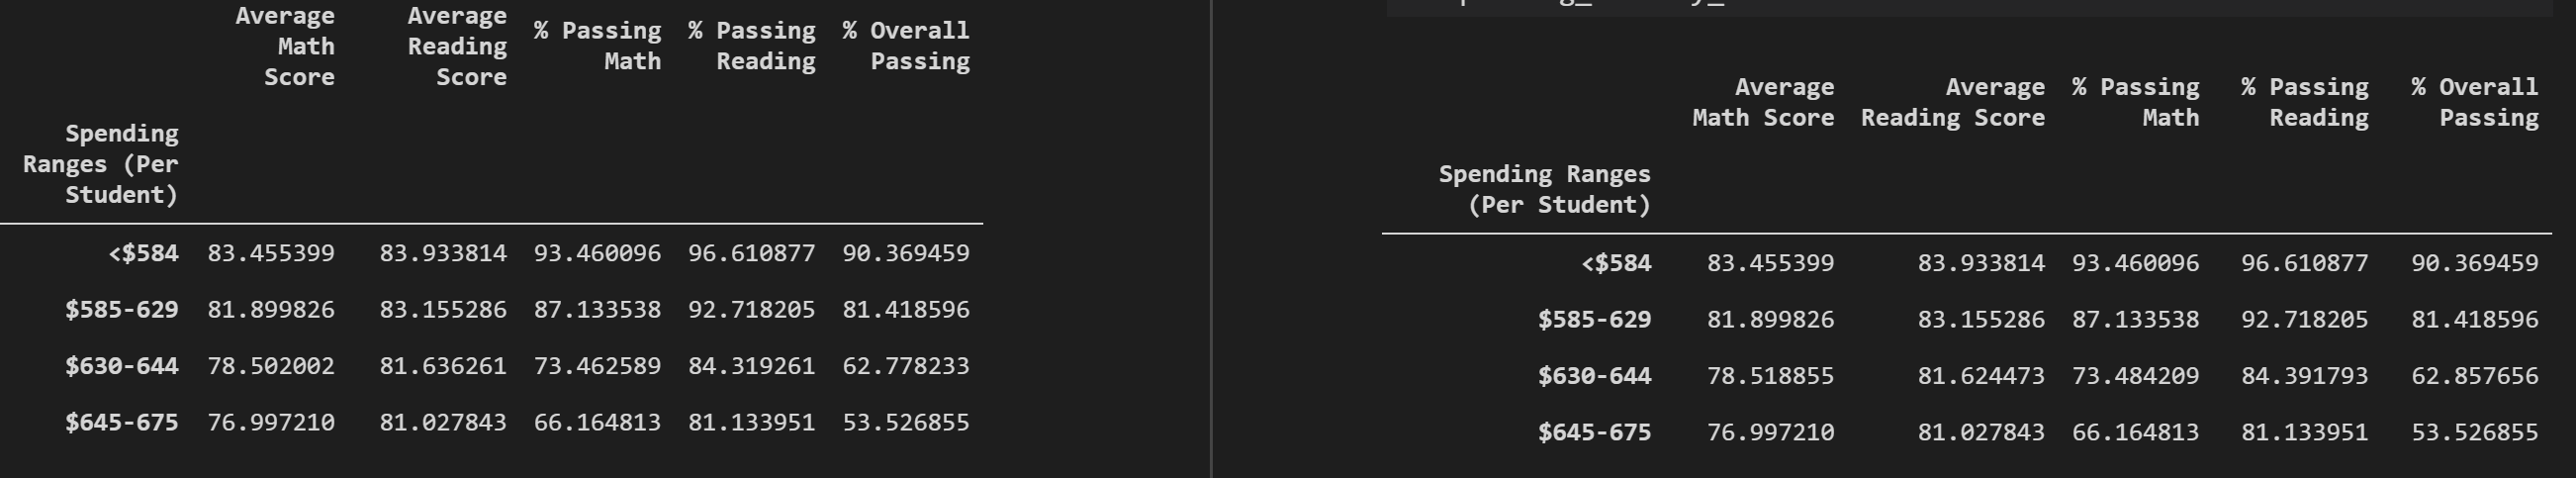 Average Average % Passing % Passing % Overall
Math Reading Math Reading Passing
Score Score
Spending
Ranges (Per
Student)
<$584 83.455399 83.933814 93.460096 96.610877 90.369459
$585-629 81.899826 83.155286 87.133538 92.718205 81.418596
$630-644 78.502002 81.636261 73.462589 84.319261 62.778233
$645-675 76.997210 81.027843 66.164813 81.133951 53.526855
Average Average % Passing % Passing % Overall
Math Score Reading Score Math Reading Passing
Spending Ranges
(Per Student)
<$584 83.455399 83.933814 93.460096 96.610877 90.369459
$585-629 81.899826 83.155286 87.133538 92.718205 81.418596
$630-644 78.518855 81.624473 73.484209 84.391793 62.857656
$645-675 76.997210 81.027843 66.164813 81.133951 53.526855